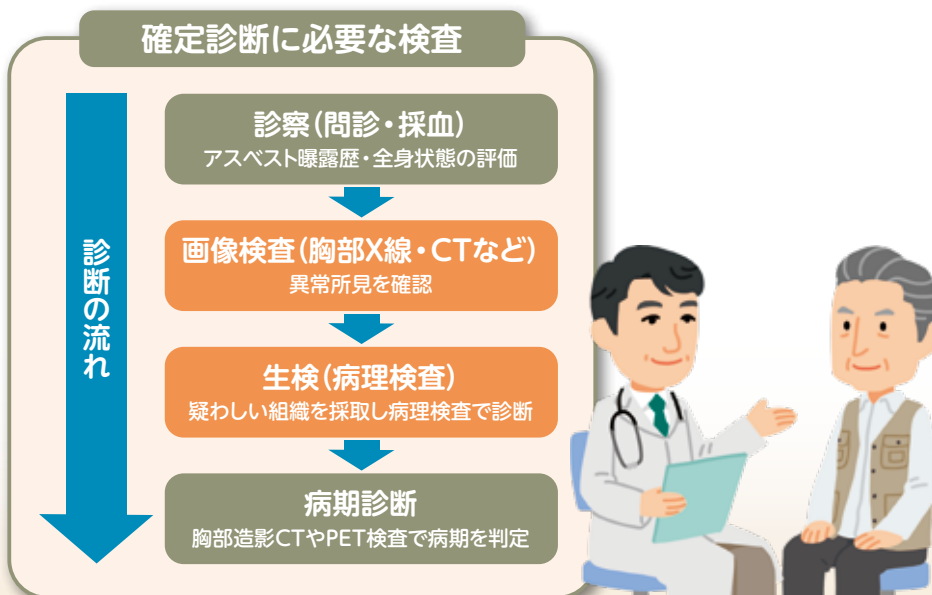 確定診断に必要な検査
診断の流れ
診察(問診・採血)
アスベスト曝露歴・全身状態の評価
画像検査(胸部X線・CTなど)
異常所見を確認
生検(病理検査)
疑わしい組織を採取し病理検査で診断
病期診断
胸部造影CTやPET検査で病期を判定